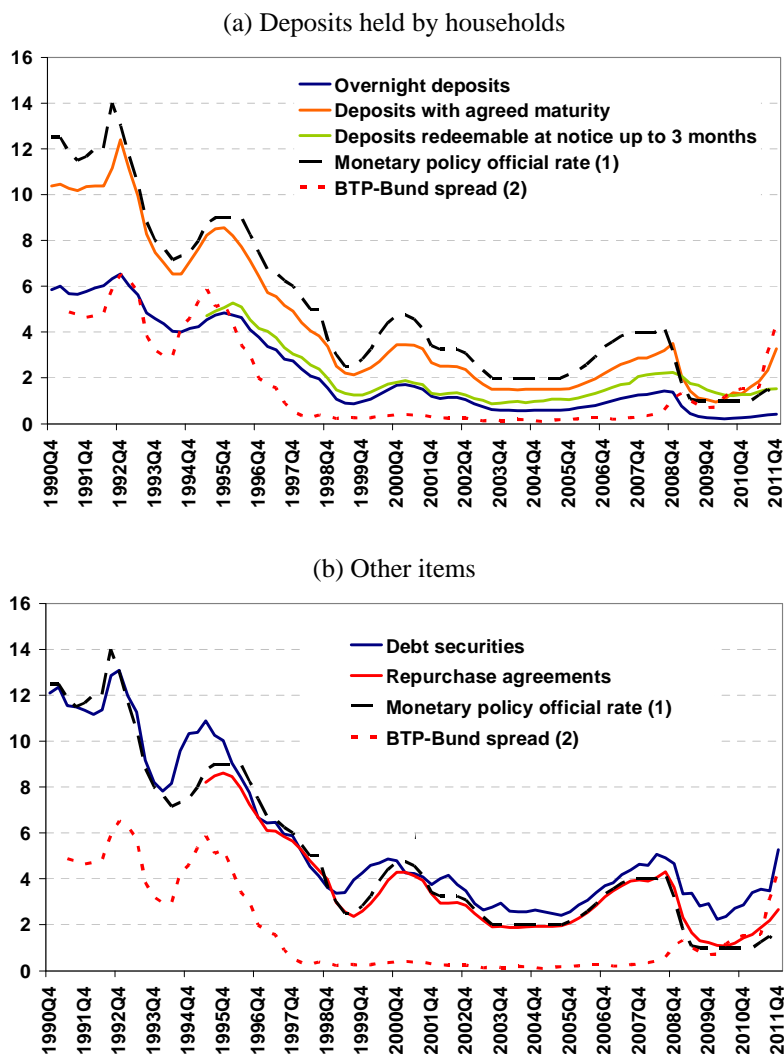 (a) Deposits held by households
16
14
12
10
8
6
4
2
0
Overnight deposits
Deposits with agreed maturity
Deposits redeemable at notice up to 3 months
Monetary policy official rate (1)
BTP-Bund spread (2)
1990Q4
1991Q4
1992Q4
1993Q4
1994Q4
1995Q4
1996Q4
1997Q4
1998Q4
1999Q4
2000Q4
2001Q4
2002Q4
2003Q4
2004Q4
2005Q4
2006Q4
2007Q4
2008Q4
2009Q4
2010Q4
2011Q4
(b) Other items
16
14
12
10
8
6
4
2
0
Debt securities
Repurchase agreements
Monetary policy official rate (1)
BTP-Bund spread (2)
1990Q4
1991Q4
1992Q4
1993Q4
1994Q4
1995Q4
1996Q4
1997Q4
1998Q4
1999Q4
2000Q4
2001Q4
2002Q4
2003Q4
2004Q4
2005Q4
2006Q4
2007Q4
2008Q4
2009Q4
2010Q4
2011Q4